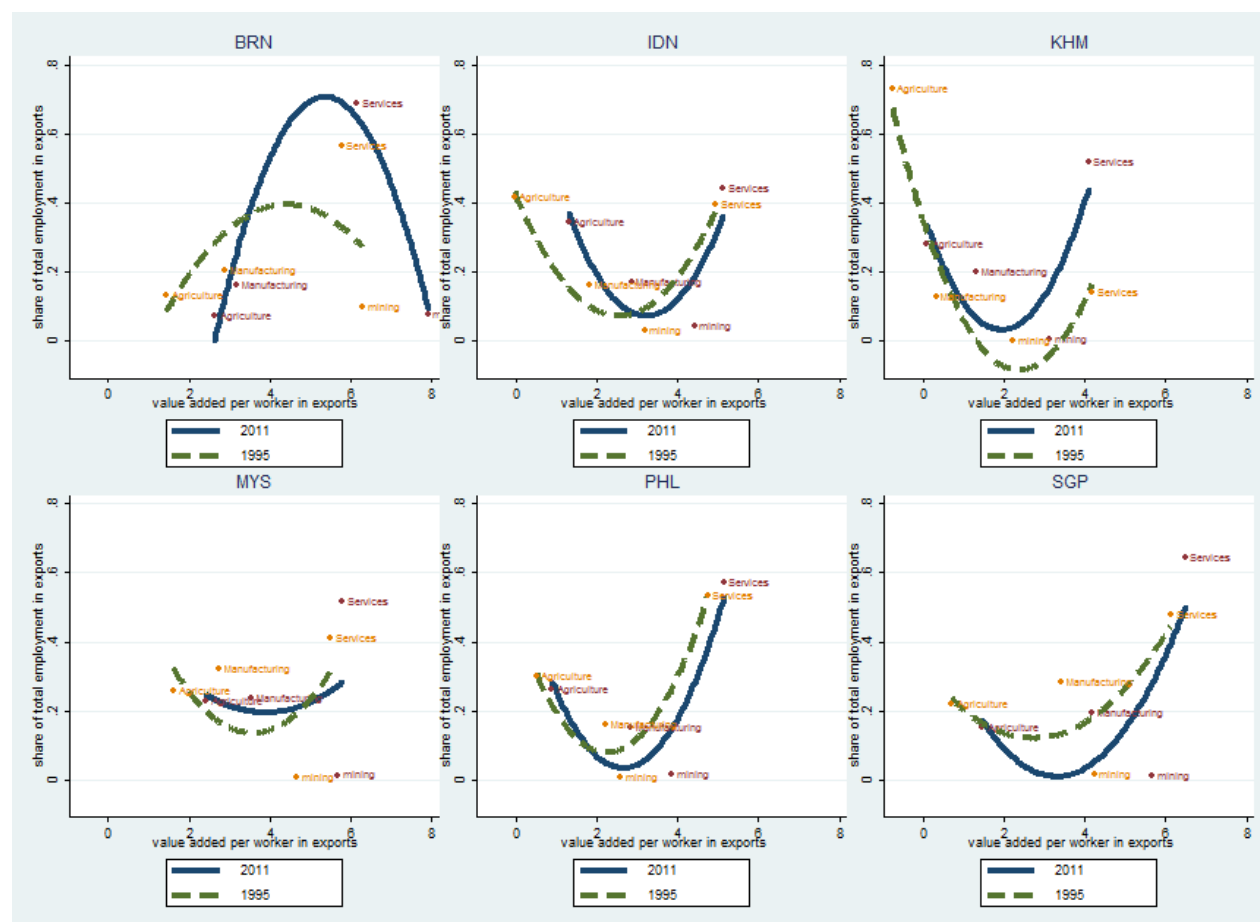 BRN
share of total employment in exports
0 .2 .4 .6 .8
Services
Services
Manufacturing
Manufacturing
Agriculture
Agriculture
mining
m
0 2 4 6 8
value added per worker in exports
2011
1995
IDN
share of total employment in exports
0 .2 .4 .6 .8
Agriculture
Services
Services
Agriculture
Manufacturing
Manufacturing
mining
mining
0 2 4 6 8
value added per worker in exports
2011
1995
KHM
share of total employment in exports
0 .2 .4 .6 .8
Agriculture
Services
Agriculture
Manufacturing
Manufacturing
Services
mining
mining
0 2 4 6 8
value added per worker in exports
2011
1995
MYS
share of total employment in exports
0 .2 .4 .6 .8
Services
Services
Manufacturing
Agriculture
Manufacturing
Agriculture
mining
mining
0 2 4 6 8
value added per worker in exports
2011
1995
PHL
share of total employment in exports
0 .2 .4 .6 .8
Services
Services
Agriculture
Agriculture
Manufacturing
Manufacturing
mining
mining
0 2 4 6 8
value added per worker in exports
2011
1995
SGP
share of total employment in exports
0 .2 .4 .6 .8
Services
Services
Manufacturing
Agriculture
Manufacturing
Agriculture
mining
mining
0 2 4 6 8
value added per worker in exports
2011
1995